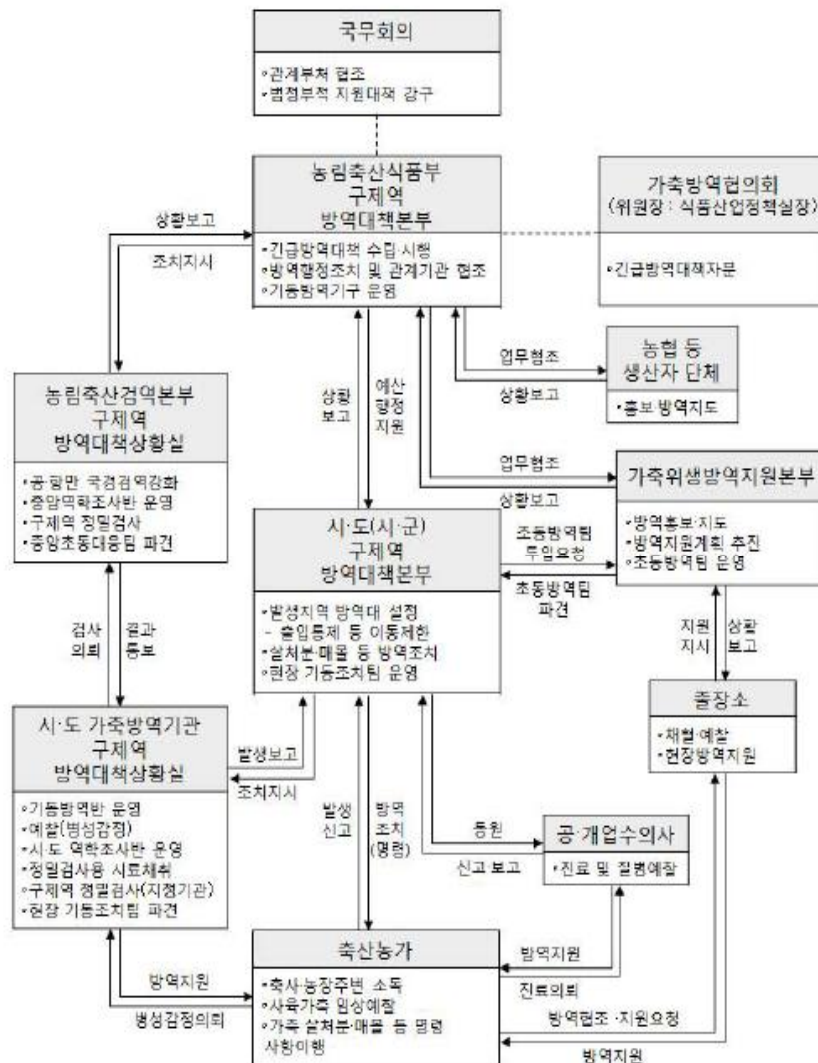 국무회의
∘관계부처 협조
∘범정부적 지원대책 강구
농림축산식품부
구제역
방역대책본부
∘긴급방역대책 수립·시행
∘방역행정조치 및 관계기관 협조
∘기동방역기구 운영
가축방역협의회
(위원장 : 식품산업정책실장)
∘긴급방역대책자문
상황보고
조치지시
농협 등
생산자 단체
∘홍보·방역지도
업무협조
상황보고
상황
보고
예산
행정
지원
농림축산검역본부
구제역
방역대책상황실
∘공·항만 국경검역강화
∘중앙역학조사반 운영
∘구제역 정밀검사
∘중앙초동대응팀 파견
업무협조
상황보고
가축위생방역지원본부
∘방역홍보·지도
∘방역지원계획 추진
∘초동방역팀 운영
시·도(시·군)
구제역
방역대책본부
∘발생지역 방역대 설정
- 출입통제 등 이동제한
∘살처분·매몰 등 방역조치
∘현장 기동조치팀 운영
초동방역팀
투입요청
초동방역팀
파견
검사
의뢰
결과
통보
지원
지시
상황
보고
출장소
∘채혈·예찰
∘현장방역지원
시·도 가축방역기관
구제역
방역대책상황실
∘기동방역반 운영
∘예찰(병성감정)
∘시·도 역학조사반 운영
∘정밀검사용 시료채취
∘구제역 정밀검사(지정기관)
∘현장 기동조치팀 파견
발생보고
조치지시
발생
신고
방역
조치
(명령)
동원
신고·보고
공·개업수의사
∘진료 및 질병예찰
축산농가
∘축사·농장주변 소독
∘사육가축 임상예찰
∘가축 살처분·매몰 등 명령
사항이행
방역지원
병성감정의뢰
방역지원
진료의뢰
방역협조·지원요청
방역지원